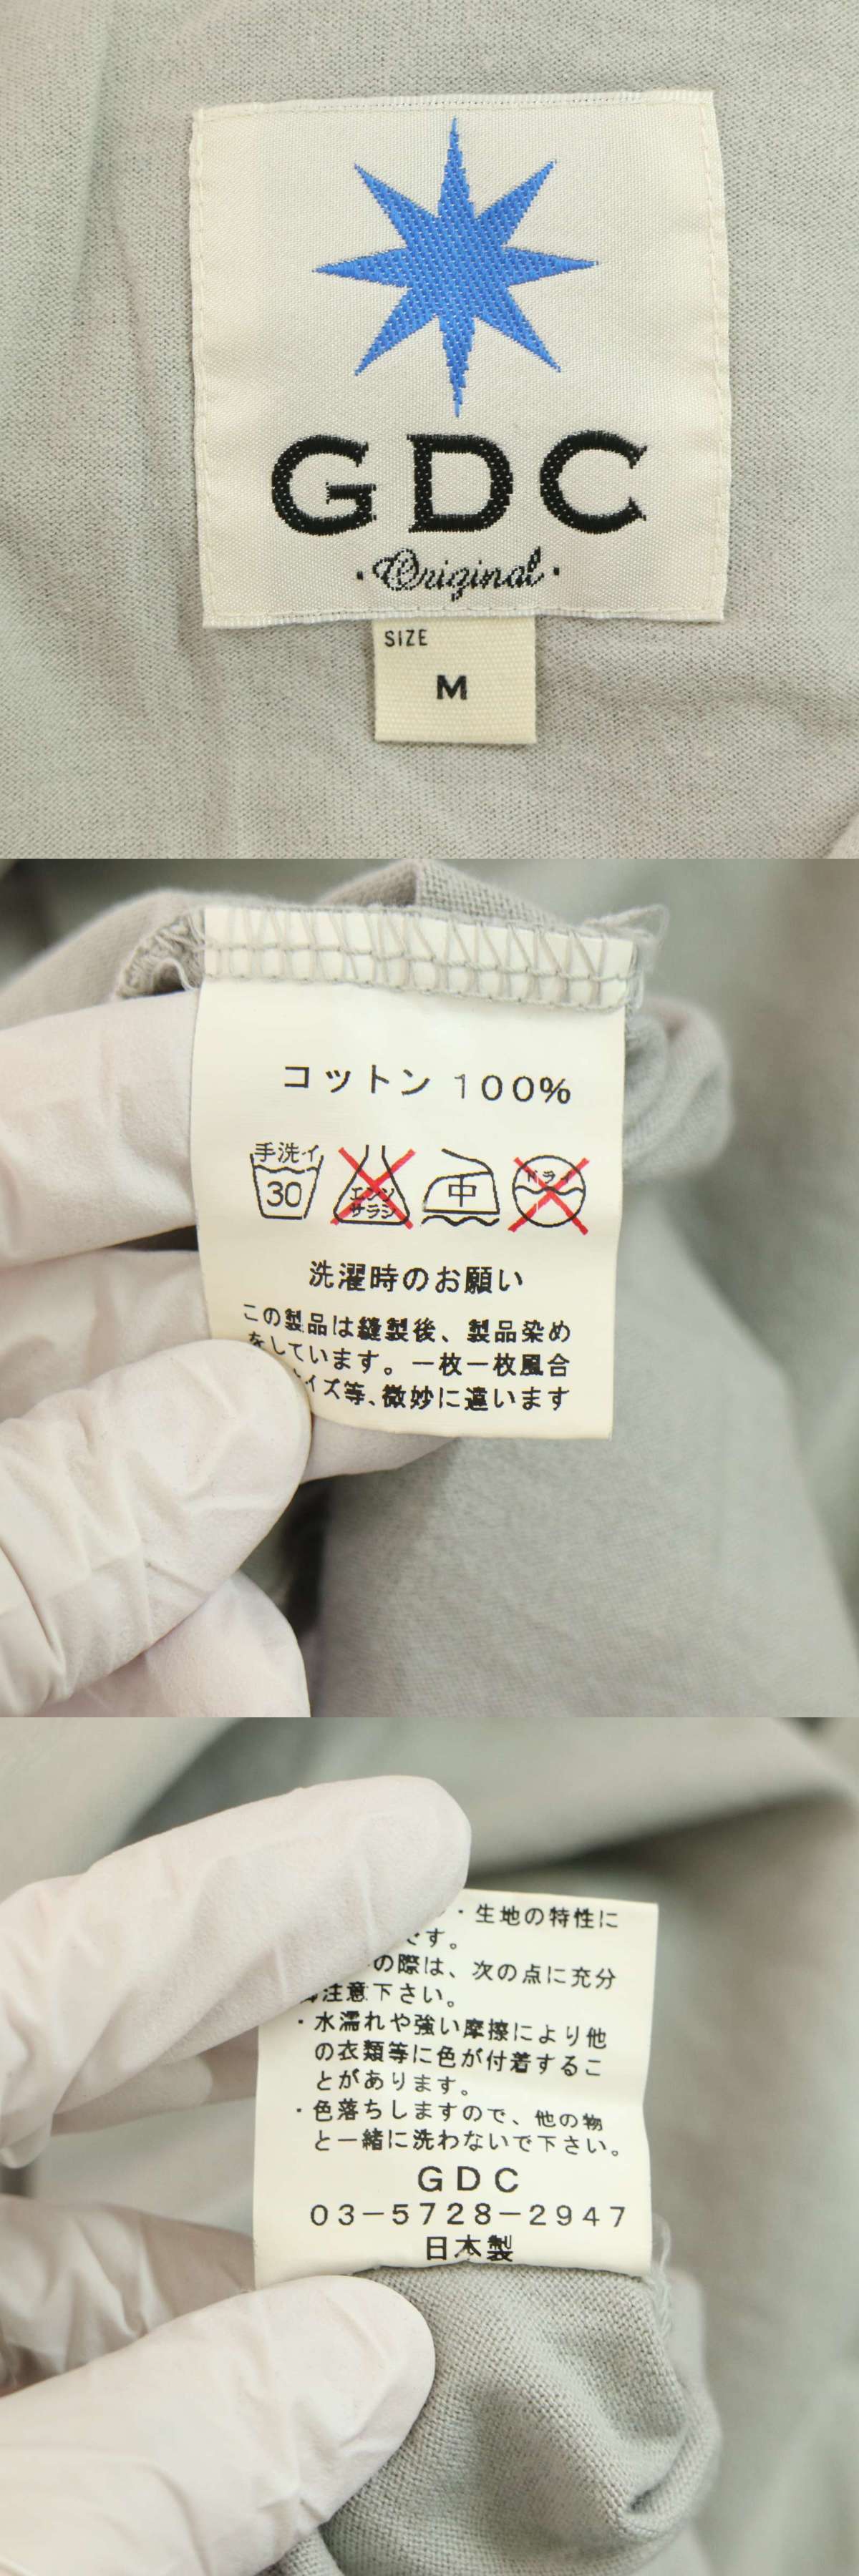 GDC
・Original・
SIZE
M
コットン 100%
手洗イ
30
エンソ
サラシ
中
ドライ
洗濯時のお願い
この製品は縫製後、製品染め
をしています。一枚一枚風合
イズ等、微妙に違います
・生地の特性に
です。
の際は、次の点に充分
注意下さい。
・水濡れや強い摩擦により他
の衣類等に色が付着するこ
とがあります。
・色落ちしますので、他の物
と一緒に洗わないで下さい。
GDC
03-5728-2947
日本製